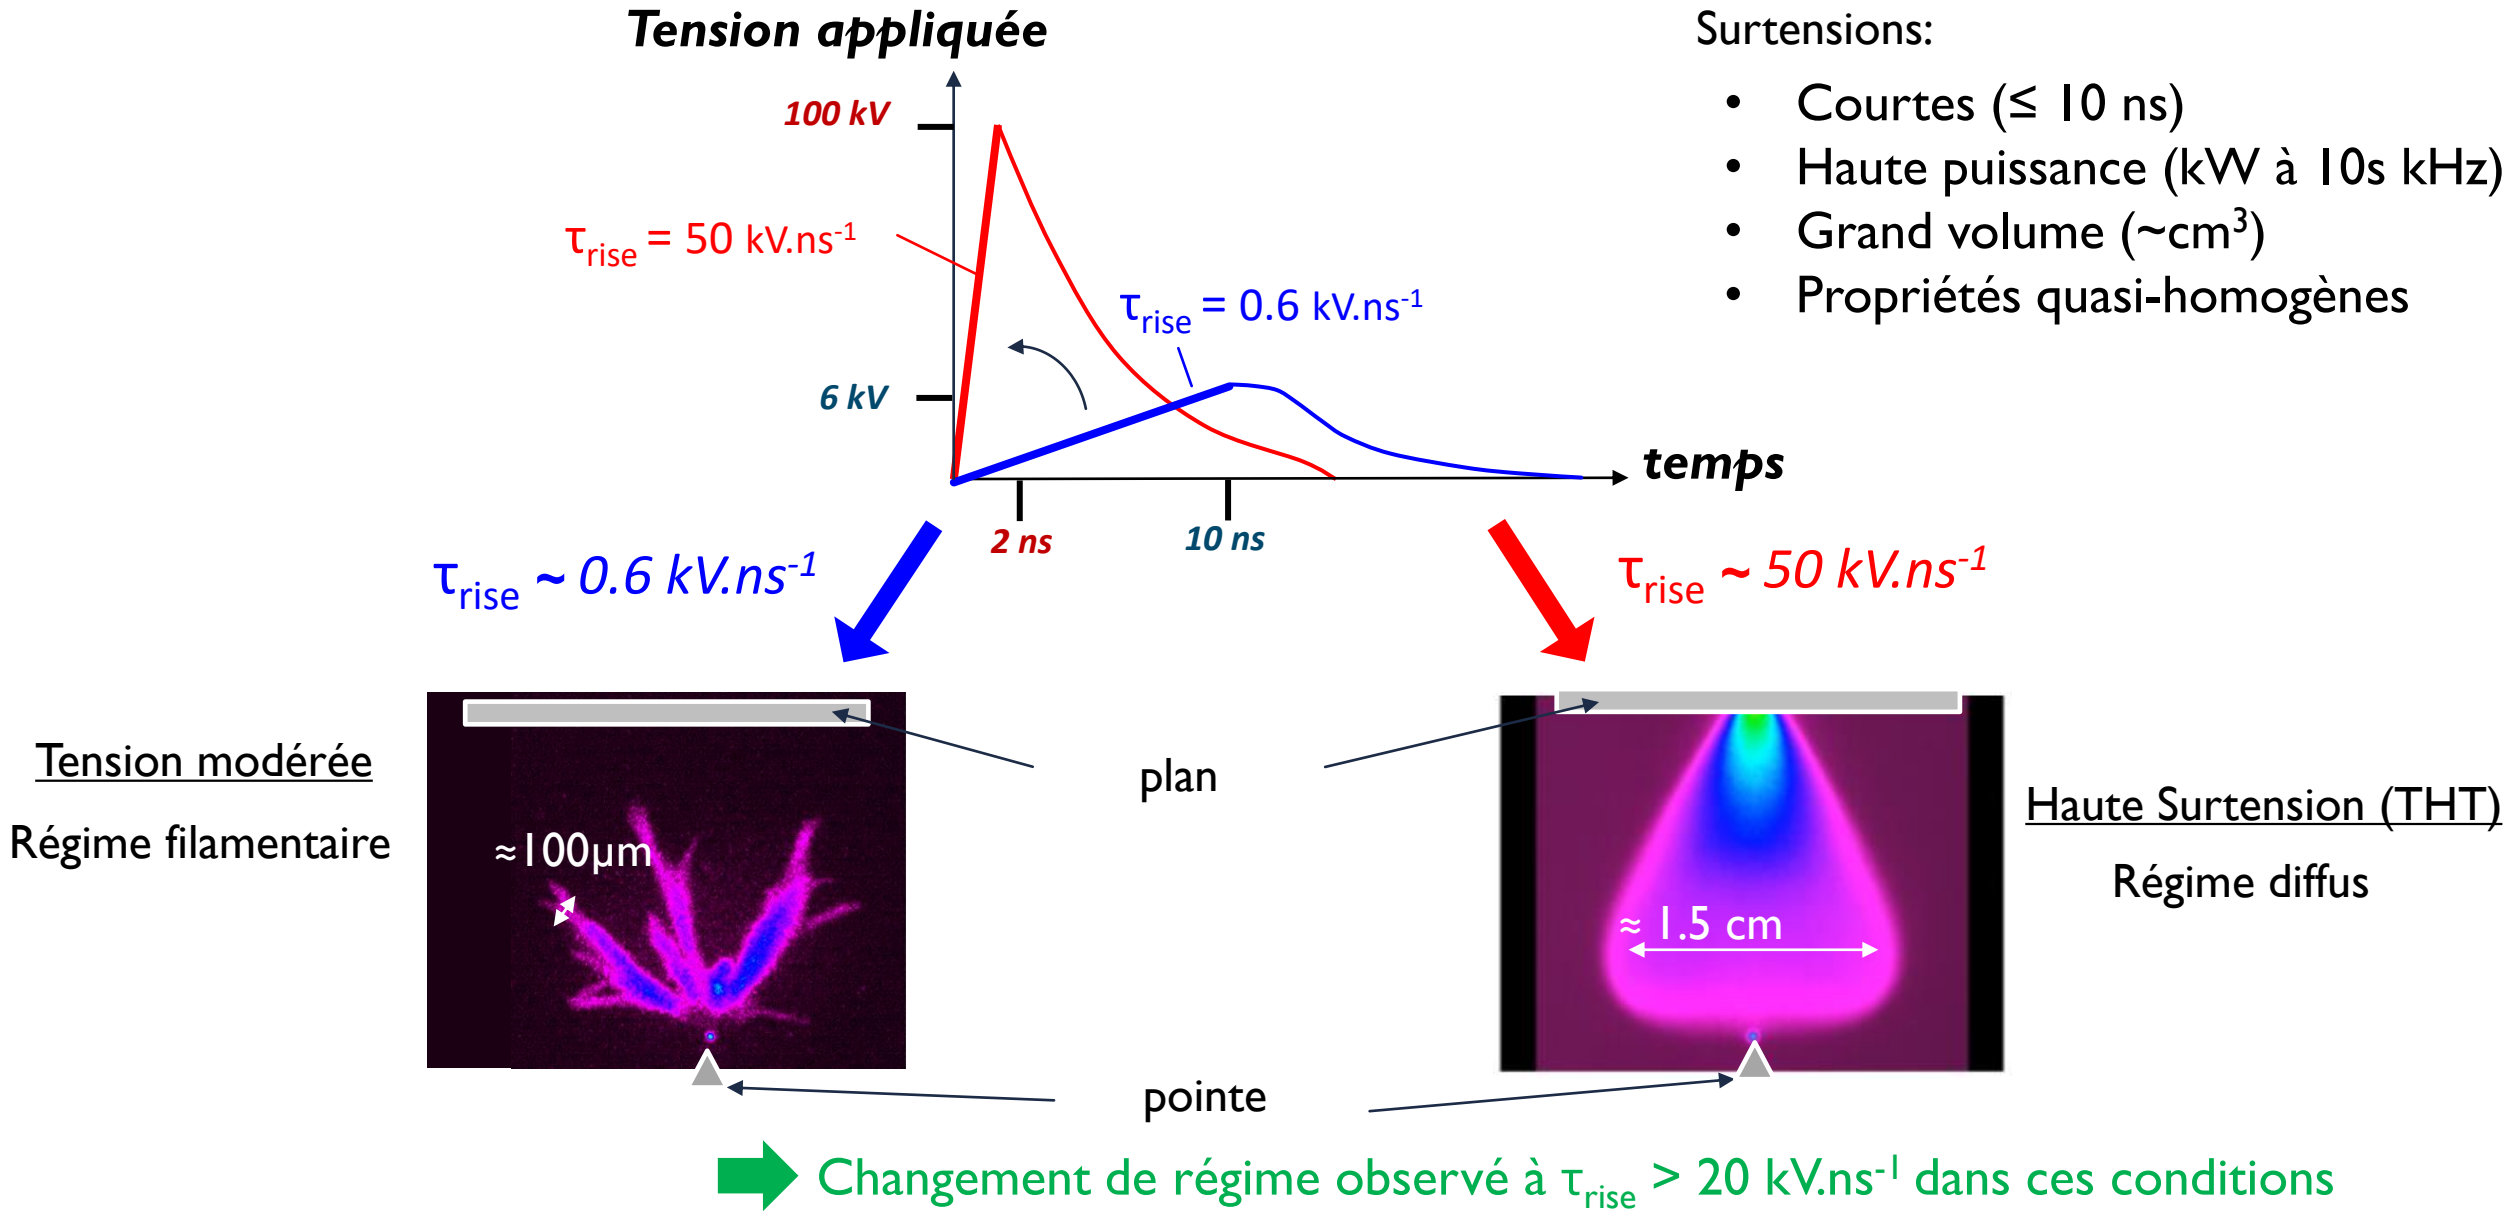 Tension appliquée
Surtensions:
• Courtes (≤ 10 ns)
• Haute puissance (kW à 10s kHz)
• Grand volume (~cm³)
• Propriétés quasi-homogènes
100 kV
τrise = 50 kV.ns⁻¹
τrise = 0.6 kV.ns⁻¹
6 kV
temps
2 ns
10 ns
τrise ~ 0.6 kV.ns⁻¹
τrise ~ 50 kV.ns⁻¹
Tension modérée
Régime filamentaire
≈100µm
plan
pointe
≈ 1.5 cm
Haute Surtension (THT)
Régime diffus
Changement de régime observé à τrise > 20 kV.ns⁻¹ dans ces conditions